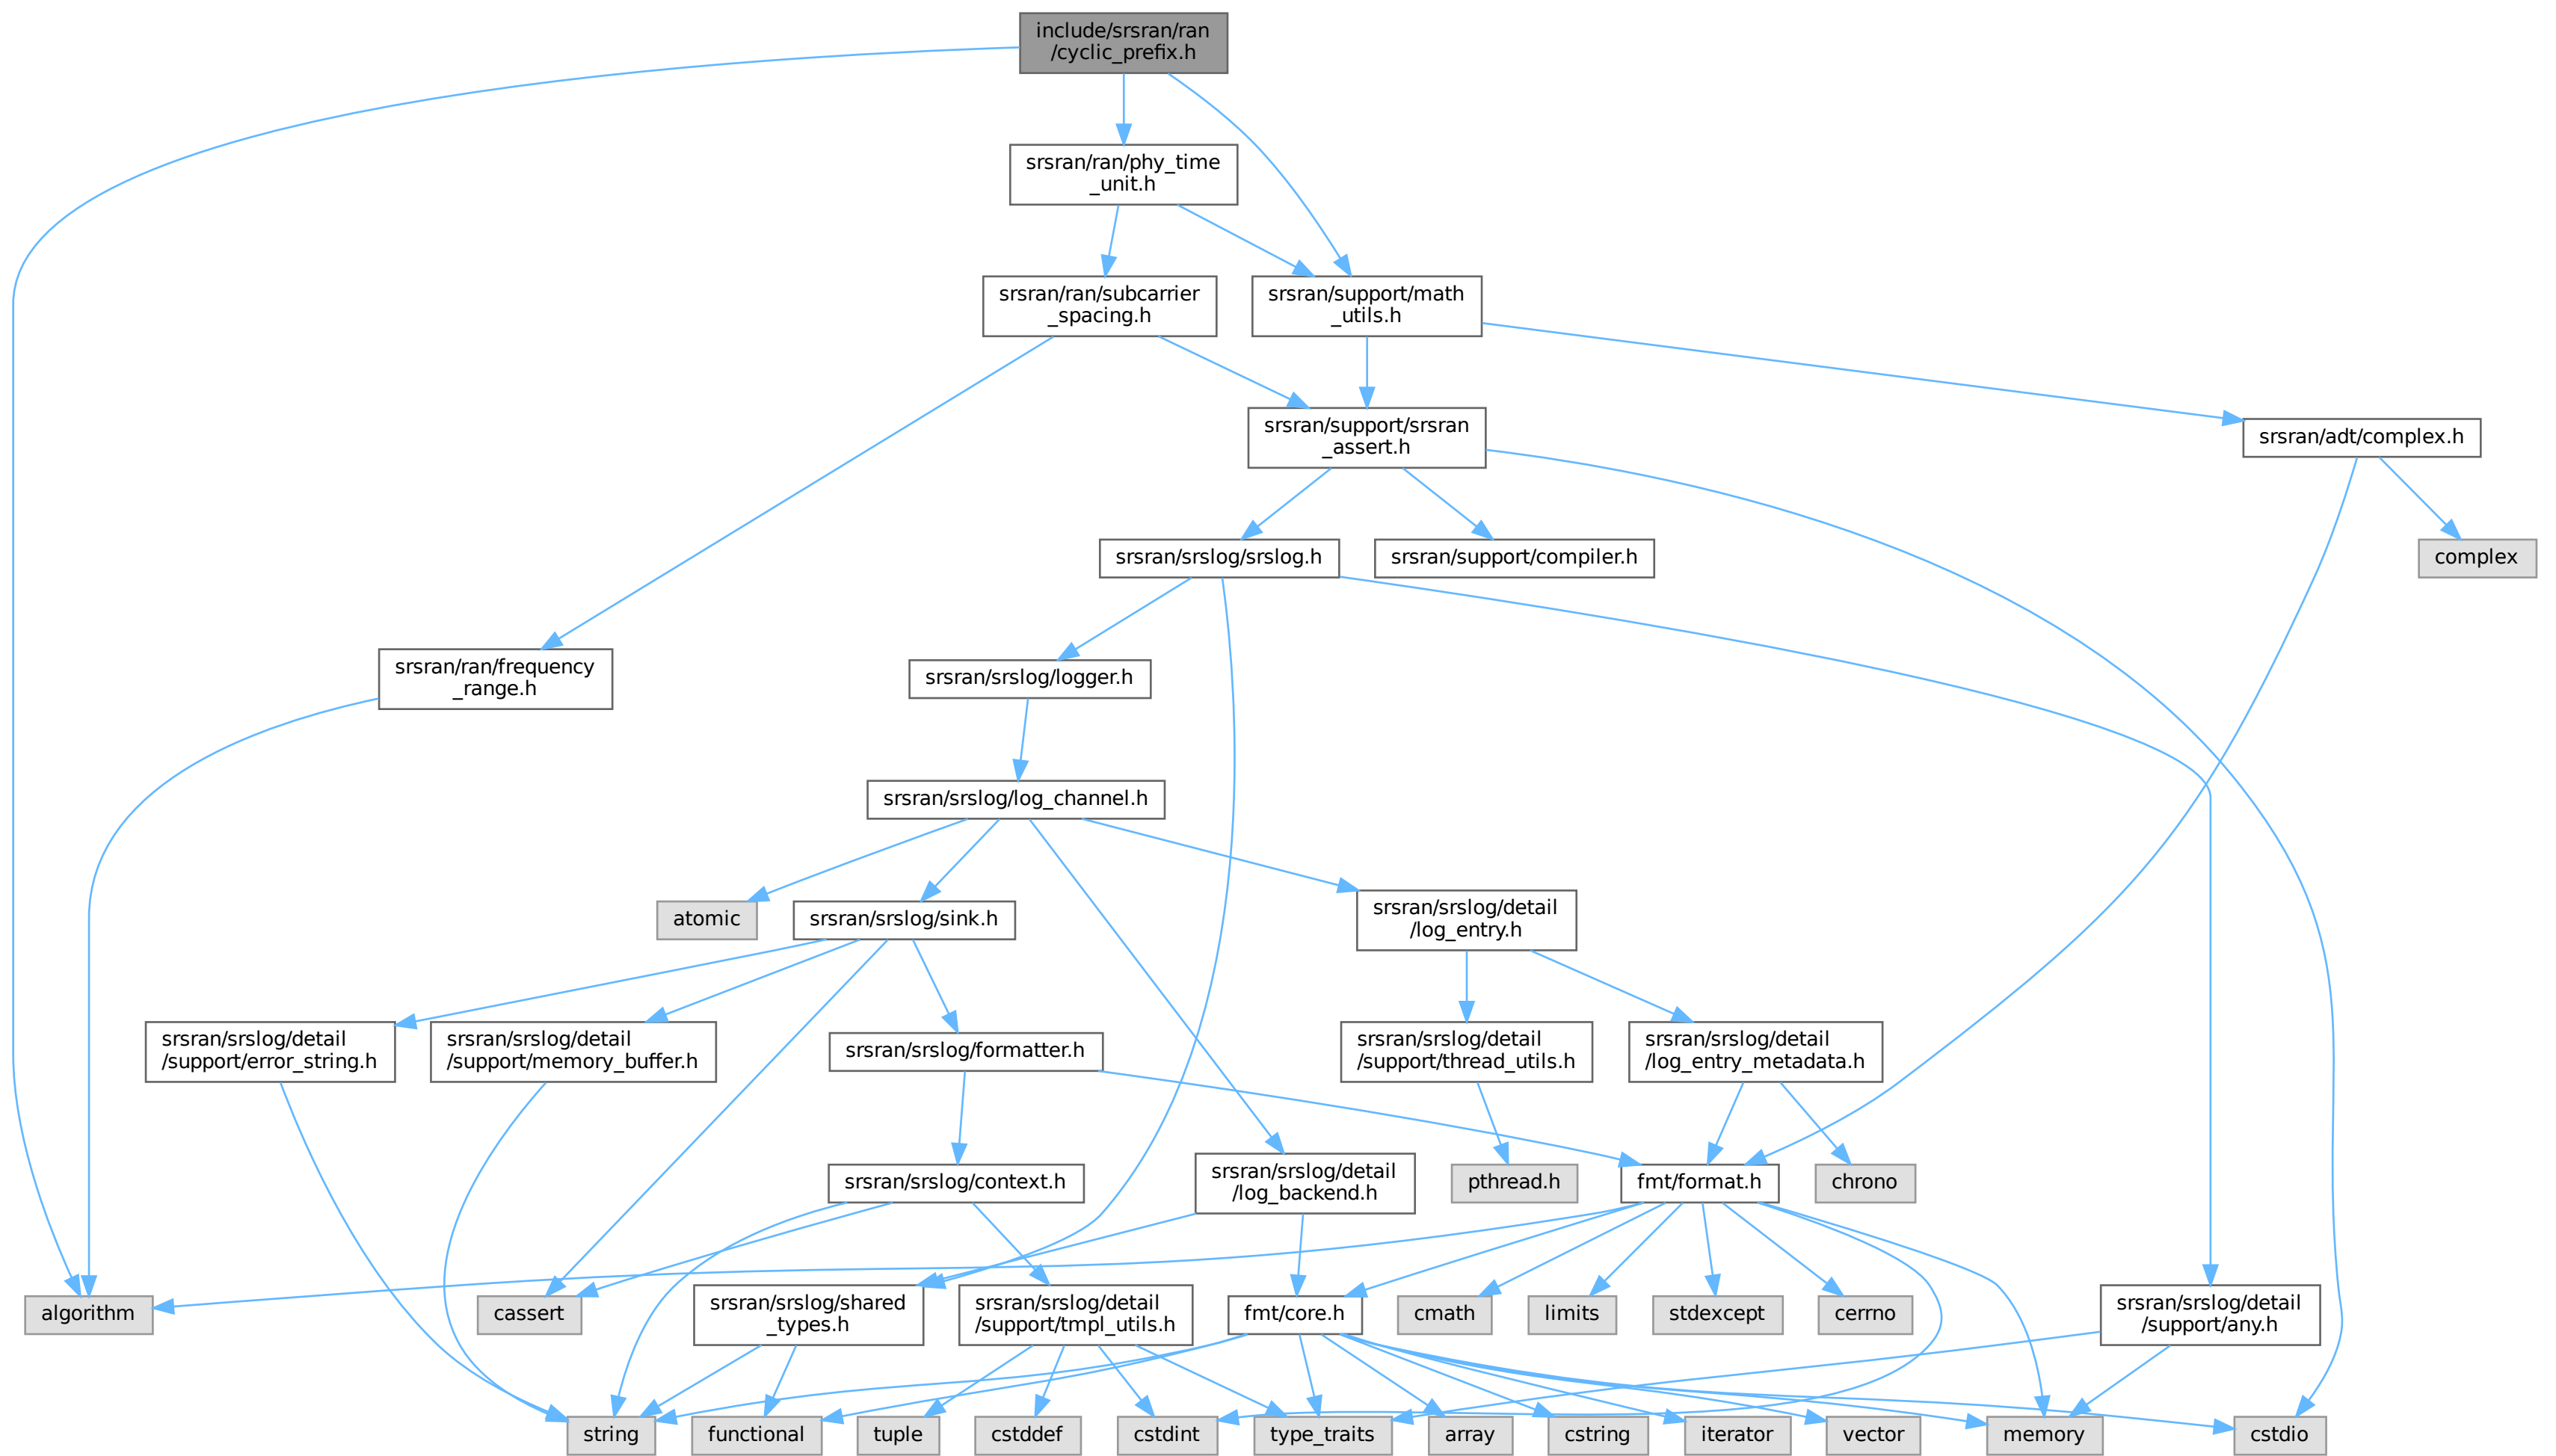 include/srsran/ran
/cyclic_prefix.h
srsran/ran/phy_time
_unit.h
srsran/ran/subcarrier
_spacing.h
srsran/support/math
_utils.h
srsran/support/srsran
_assert.h
srsran/adt/complex.h
srsran/srslog/srslog.h
srsran/support/compiler.h
complex
srsran/ran/frequency
_range.h
srsran/srslog/logger.h
srsran/srslog/log_channel.h
atomic
srsran/srslog/sink.h
srsran/srslog/detail
/log_entry.h
srsran/srslog/detail
/support/error_string.h
srsran/srslog/detail
/support/memory_buffer.h
srsran/srslog/formatter.h
srsran/srslog/detail
/support/thread_utils.h
srsran/srslog/detail
/log_entry_metadata.h
srsran/srslog/context.h
srsran/srslog/detail
/log_backend.h
pthread.h
fmt/format.h
chrono
algorithm
cassert
srsran/srslog/shared
_types.h
srsran/srslog/detail
/support/tmpl_utils.h
fmt/core.h
cmath
limits
stdexcept
cerrno
srsran/srslog/detail
/support/any.h
string
functional
tuple
cstddef
cstdint
type_traits
array
cstring
iterator
vector
memory
cstdio